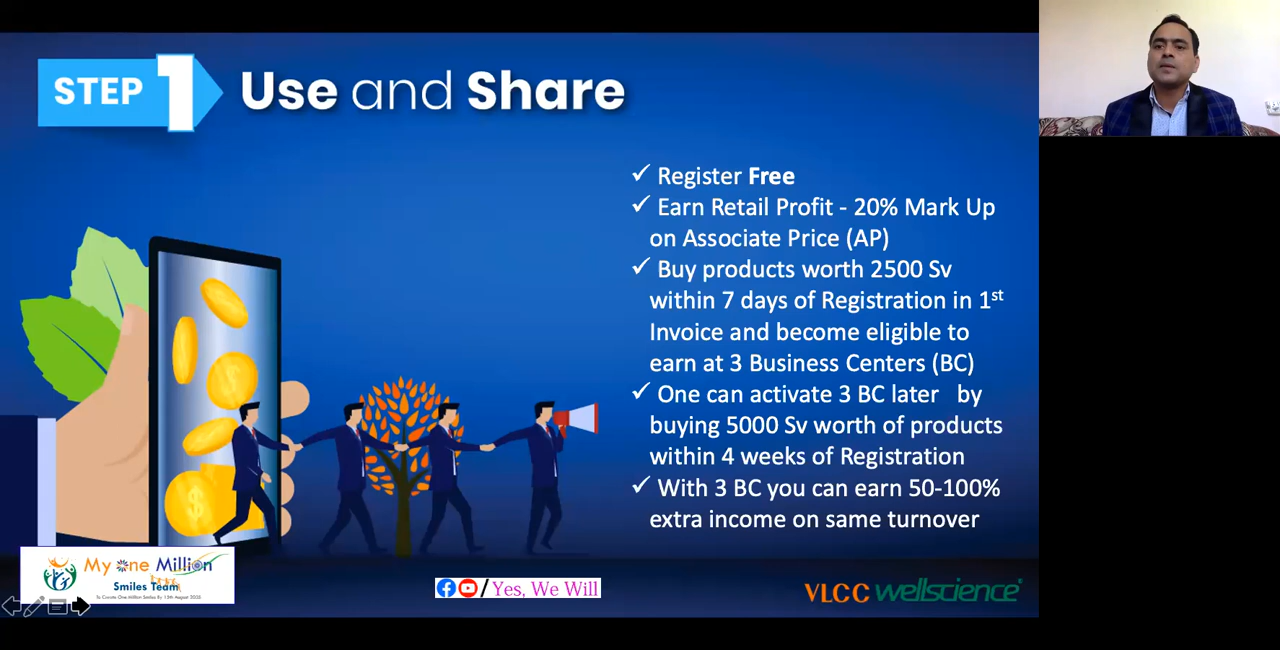 STEP 1 Use and Share
✓ Register Free
✓ Earn Retail Profit - 20% Mark Up
on Associate Price (AP)
✓ Buy products worth 2500 Sv
within 7 days of Registration in 1st
Invoice and become eligible to
earn at 3 Business Centers (BC)
✓ One can activate 3 BC later by
buying 5000 Sv worth of products
within 4 weeks of Registration
✓ With 3 BC you can earn 50-100%
extra income on same turnover
My one Million
Smiles Team
/ Yes, We Will
VLCC wellscience